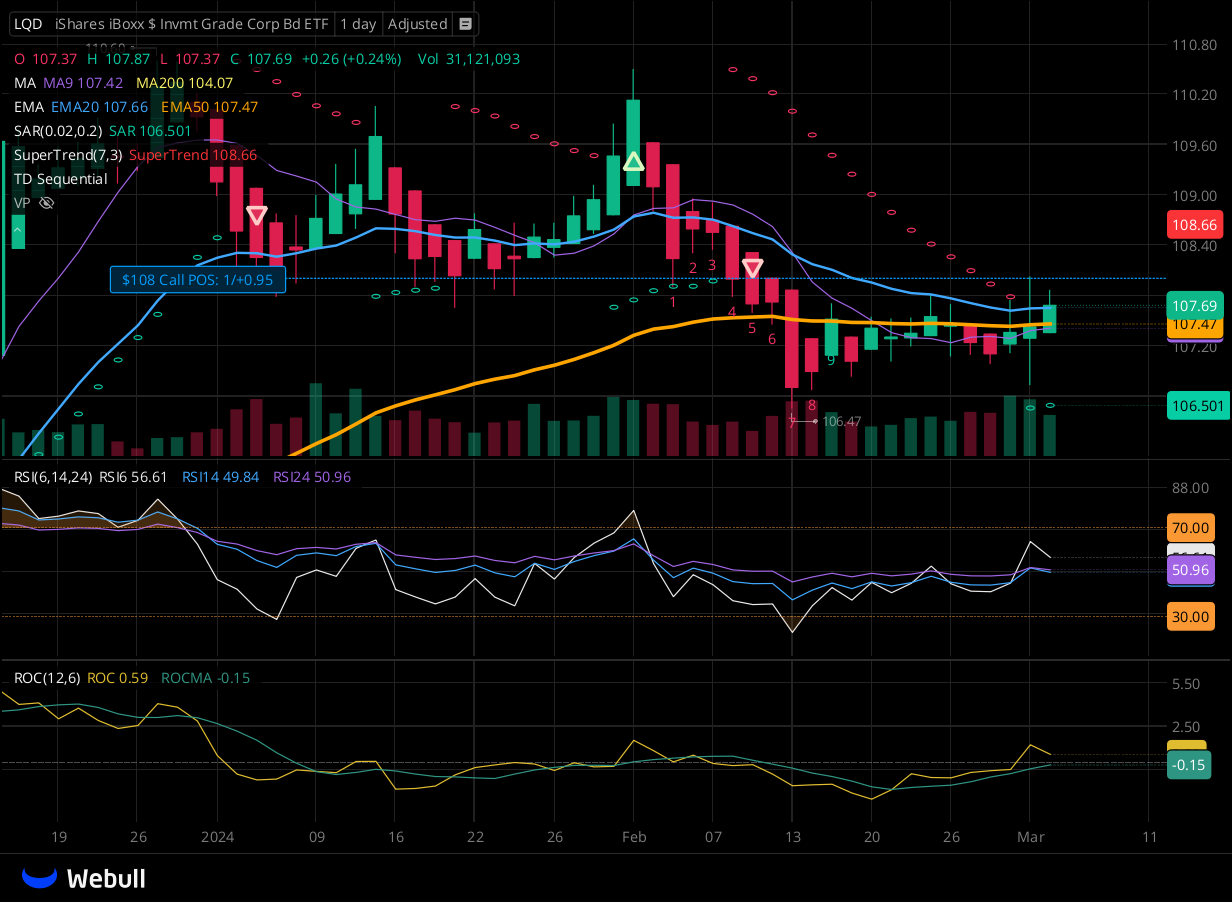 LQD iShares iBoxx $ Invmt Grade Corp Bd ETF 1 day Adjusted
O 107.37 H 107.87 L 107.37 C 107.69 +0.26 (+0.24%) Vol 31,121,093
MA MA9 107.42 MA200 104.07
EMA EMA20 107.66 EMA50 107.47
SAR(0.02,0.2) SAR 106.501
SuperTrend(7,3) SuperTrend 108.66
TD Sequential
VP
$108 Call POS: 1/+0.95
1
2
3
4
5
6
7
8
9
106.47
110.80
110.20
109.60
109.00
108.66
108.40
107.69
107.47
107.20
106.501
RSI(6,14,24) RSI6 56.61 RSI14 49.84 RSI24 50.96
88.00
70.00
50.96
30.00
ROC(12,6) ROC 0.59 ROCMA -0.15
5.50
2.50
-0.15
19 26 2024 09 16 22 26 Feb 07 13 20 26 Mar 11
Webull